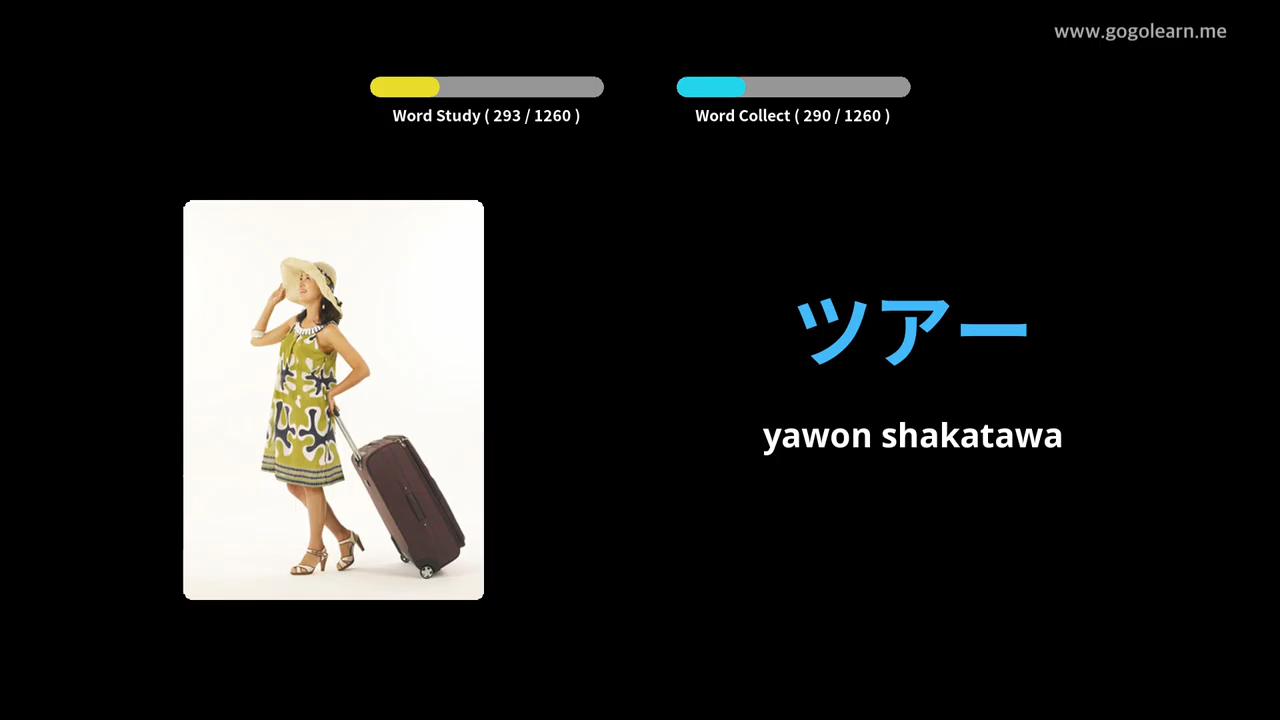 www.gogolearn.me
Word Study ( 293 / 1260 )
Word Collect ( 290 / 1260 )
ツアー
yawon shakatawa